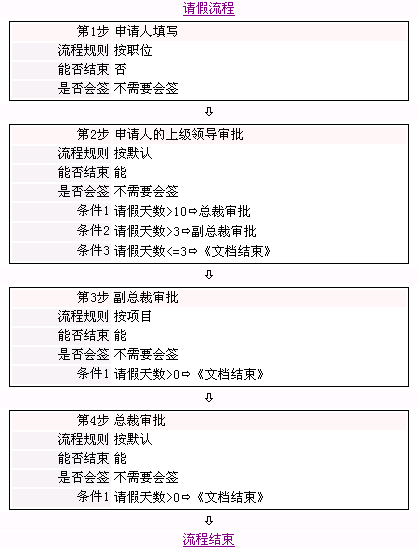 请假流程
第1步 申请人填写
流程规则 按职位
能否结束 否
是否会签 不需要会签
⇩
第2步 申请人的上级领导审批
流程规则 按默认
能否结束 能
是否会签 不需要会签
条件1 请假天数>10⇨总裁审批
条件2 请假天数>3⇨副总裁审批
条件3 请假天数<=3⇨《文档结束》
⇩
第3步 副总裁审批
流程规则 按项目
能否结束 能
是否会签 不需要会签
条件1 请假天数>0⇨《文档结束》
⇩
第4步 总裁审批
流程规则 按默认
能否结束 能
是否会签 不需要会签
条件1 请假天数>0⇨《文档结束》
⇩
流程结束